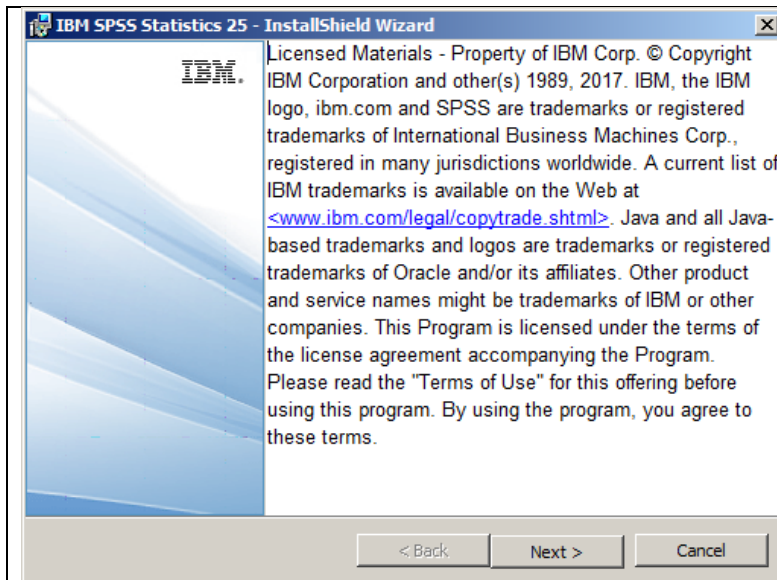 IBM SPSS Statistics 25 - InstallShield Wizard
IBM.
Licensed Materials - Property of IBM Corp. © Copyright
IBM Corporation and other(s) 1989, 2017. IBM, the IBM
logo, ibm.com and SPSS are trademarks or registered
trademarks of International Business Machines Corp.,
registered in many jurisdictions worldwide. A current list of
IBM trademarks is available on the Web at
<www.ibm.com/legal/copytrade.shtml>. Java and all Java-
based trademarks and logos are trademarks or registered
trademarks of Oracle and/or its affiliates. Other product
and service names might be trademarks of IBM or other
companies. This Program is licensed under the terms of
the license agreement accompanying the Program.
Please read the "Terms of Use" for this offering before
using this program. By using the program, you agree to
these terms.
< Back
Next >
Cancel